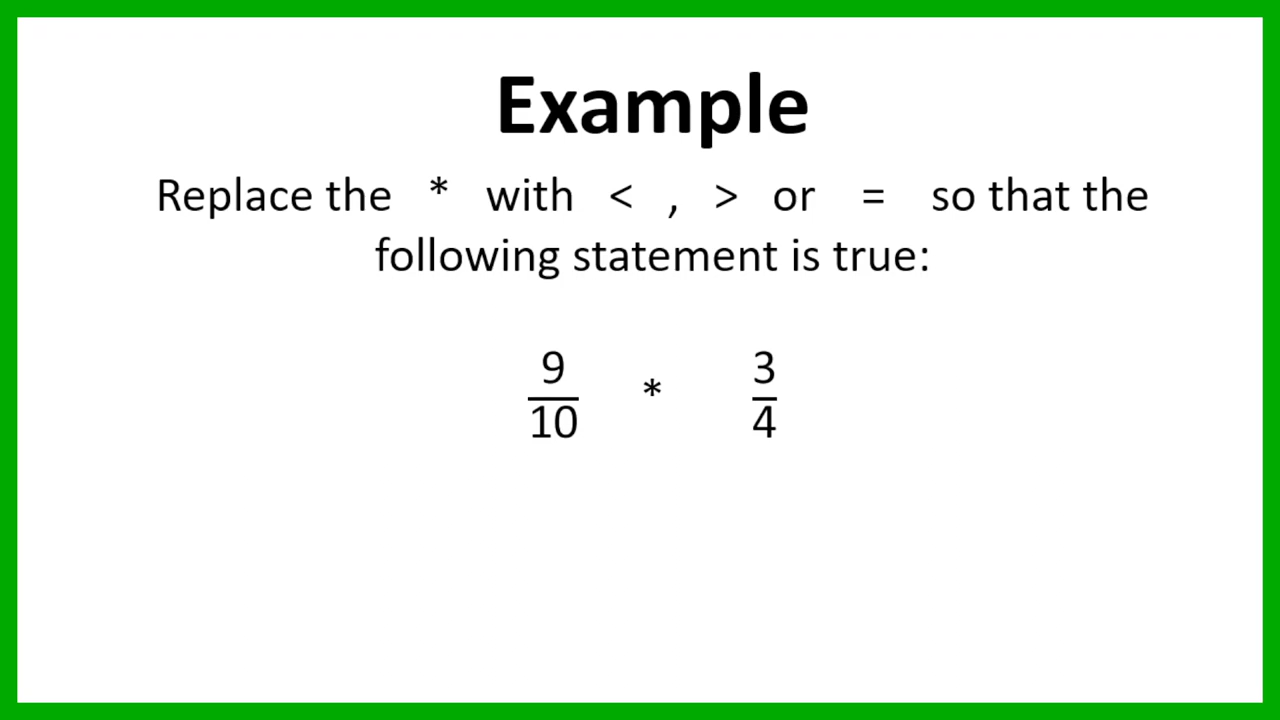 Example
Replace the * with < , > or = so that the
following statement is true:
9/10 * 3/4